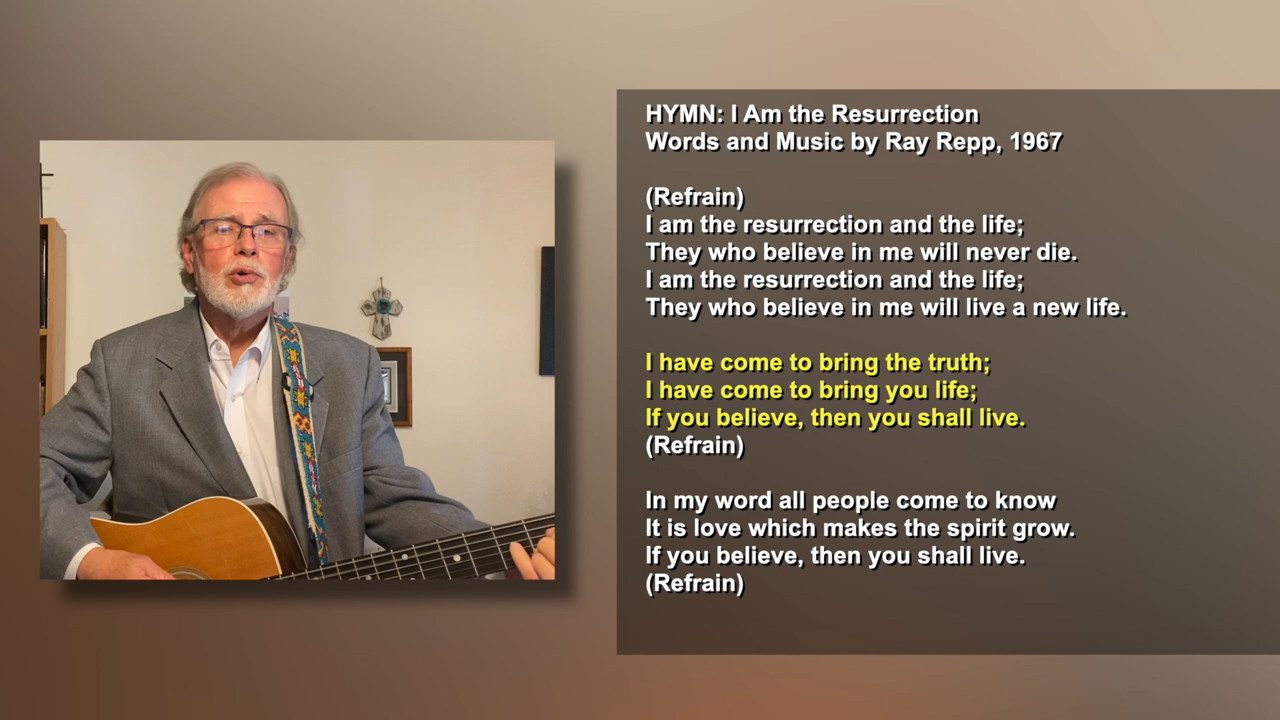 HYMN: I Am the Resurrection
Words and Music by Ray Repp, 1967
(Refrain)
I am the resurrection and the life;
They who believe in me will never die.
I am the resurrection and the life;
They who believe in me will live a new life.
I have come to bring the truth;
I have come to bring you life;
If you believe, then you shall live.
(Refrain)
In my word all people come to know
It is love which makes the spirit grow.
If you believe, then you shall live.
(Refrain)